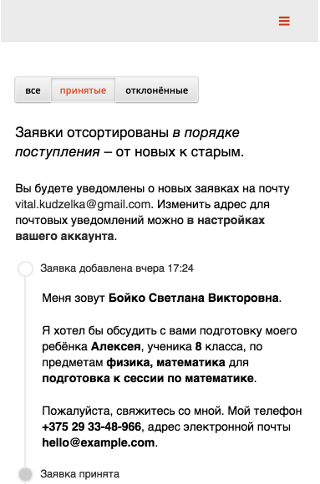 все принятые отклонённые
Заявки отсортированы в порядке
поступления – от новых к старым.
Вы будете уведомлены о новых заявках на почту
vital.kudzelka@gmail.com. Изменить адрес для
почтовых уведомлений можно в настройках
вашего аккаунта.
Заявка добавлена вчера 17:24
Меня зовут Бойко Светлана Викторовна.
Я хотел бы обсудить с вами подготовку моего
ребёнка Алексея, ученика 8 класса, по
предметам физика, математика для
подготовка к сессии по математике.
Пожалуйста, свяжитесь со мной. Мой телефон
+375 29 33-48-966, адрес электронной почты
hello@example.com.
Заявка принята